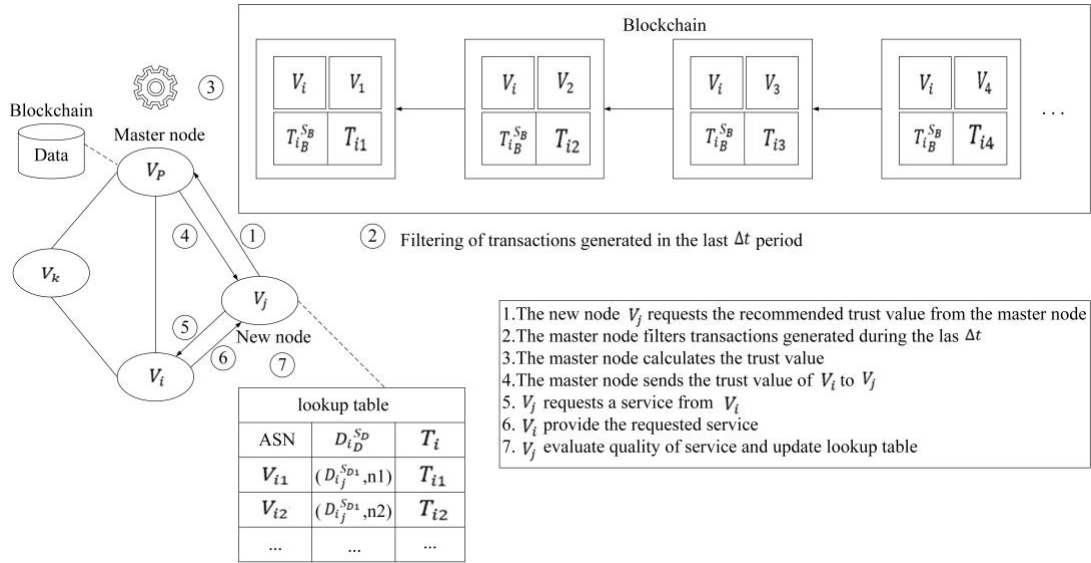 Blockchain
③
V_i V_1
V_i V_2
V_i V_3
V_i V_4
T_{i_B}^{S_B} T_{i1}
T_{i_B}^{S_B} T_{i2}
T_{i_B}^{S_B} T_{i3}
T_{i_B}^{S_B} T_{i4}
...
Blockchain
Data
Master node
V_P
④
①
② Filtering of transactions generated in the last Δt period
V_k
V_j
New node
⑤
⑥
⑦
V_i
1.The new node V_j requests the recommended trust value from the master node
2.The master node filters transactions generated during the las Δt
3.The master node calculates the trust value
4.The master node sends the trust value of V_i to V_j
5. V_j requests a service from V_i
6. V_i provide the requested service
7. V_j evaluate quality of service and update lookup table
lookup table
ASN D_{i_D}^{S_D} T_i
V_{i1} (D_{i_j}^{S_{D1}},n1) T_{i1}
V_{i2} (D_{i_j}^{S_{D1}},n2) T_{i2}
... ... ...